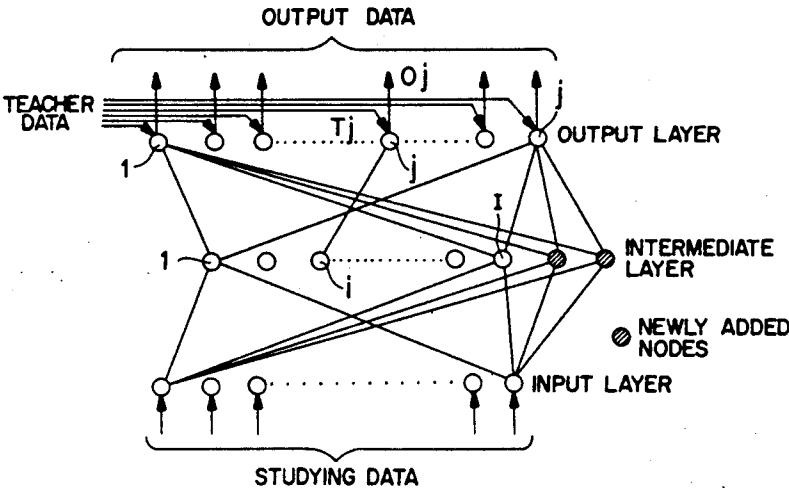 OUTPUT DATA
Oj
TEACHER
DATA
Tj
j
OUTPUT LAYER
1
j
I
1
i
INTERMEDIATE
LAYER
NEWLY ADDED
NODES
INPUT LAYER
STUDYING DATA